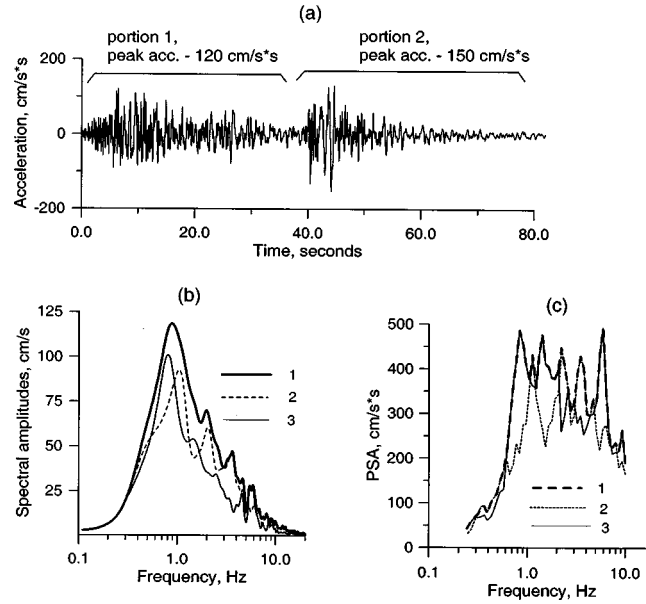 (a)
portion 1,
peak acc. - 120 cm/s*s
portion 2,
peak acc. - 150 cm/s*s
Acceleration, cm/s*s
200
0
-200
0.0 20.0 40.0 60.0 80.0
Time, seconds
(b)
Spectral amplitudes, cm/s
125
100
75
50
25
1
2
3
0.1 1.0 10.0
Frequency, Hz
(c)
PSA, cm/s*s
500
400
300
200
100
0
1
2
3
0.1 1.0 10.0
Frequency, Hz